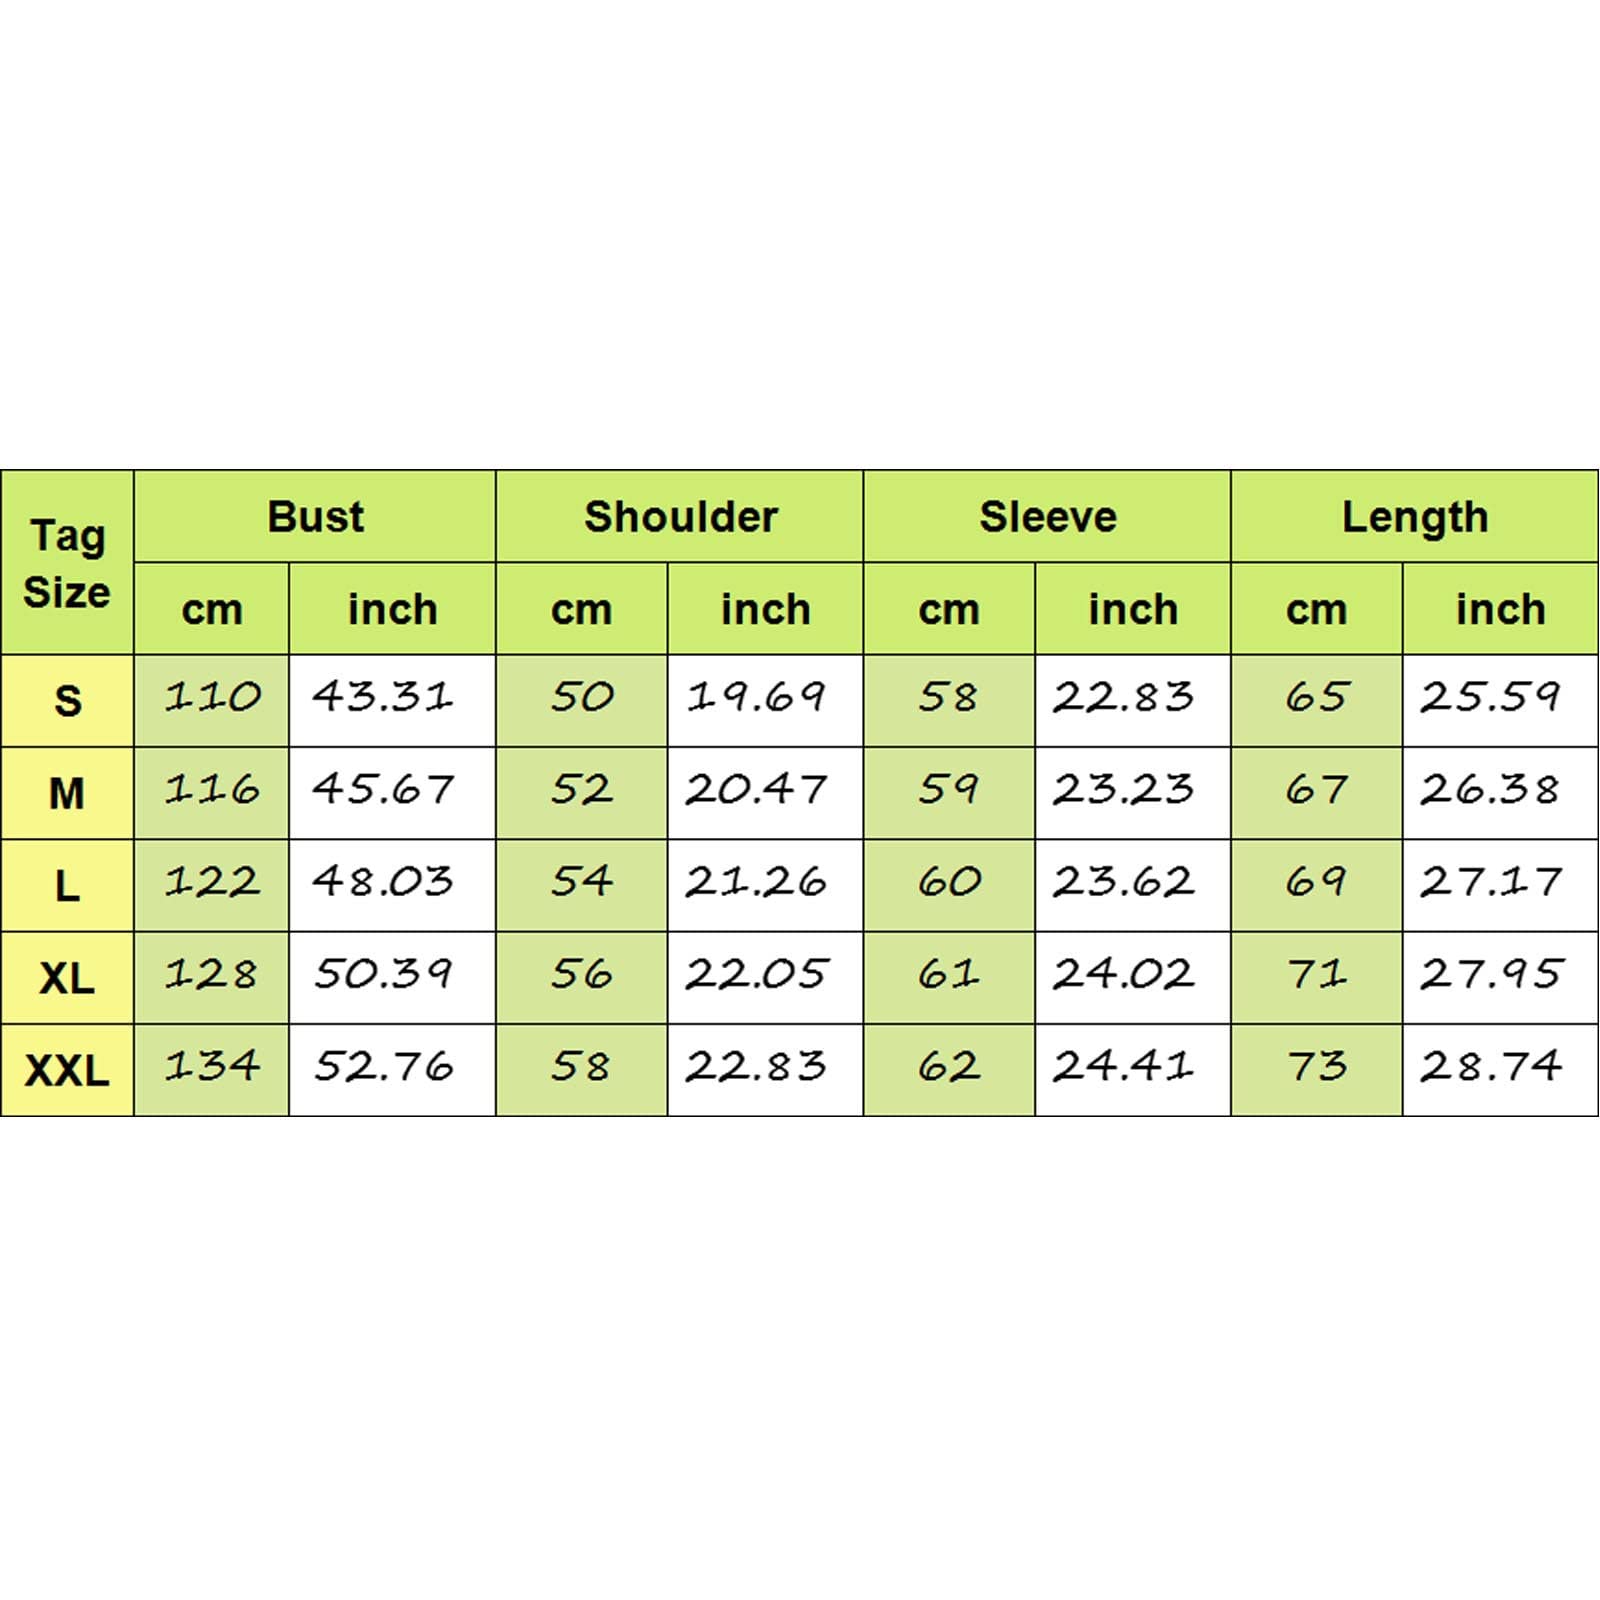 Tag Size Bust Shoulder Sleeve Length
cm inch cm inch cm inch cm inch
S 110 43.31 50 19.69 58 22.83 65 25.59
M 116 45.67 52 20.47 59 23.23 67 26.38
L 122 48.03 54 21.26 60 23.62 69 27.17
XL 128 50.39 56 22.05 61 24.02 71 27.95
XXL 134 52.76 58 22.83 62 24.41 73 28.74